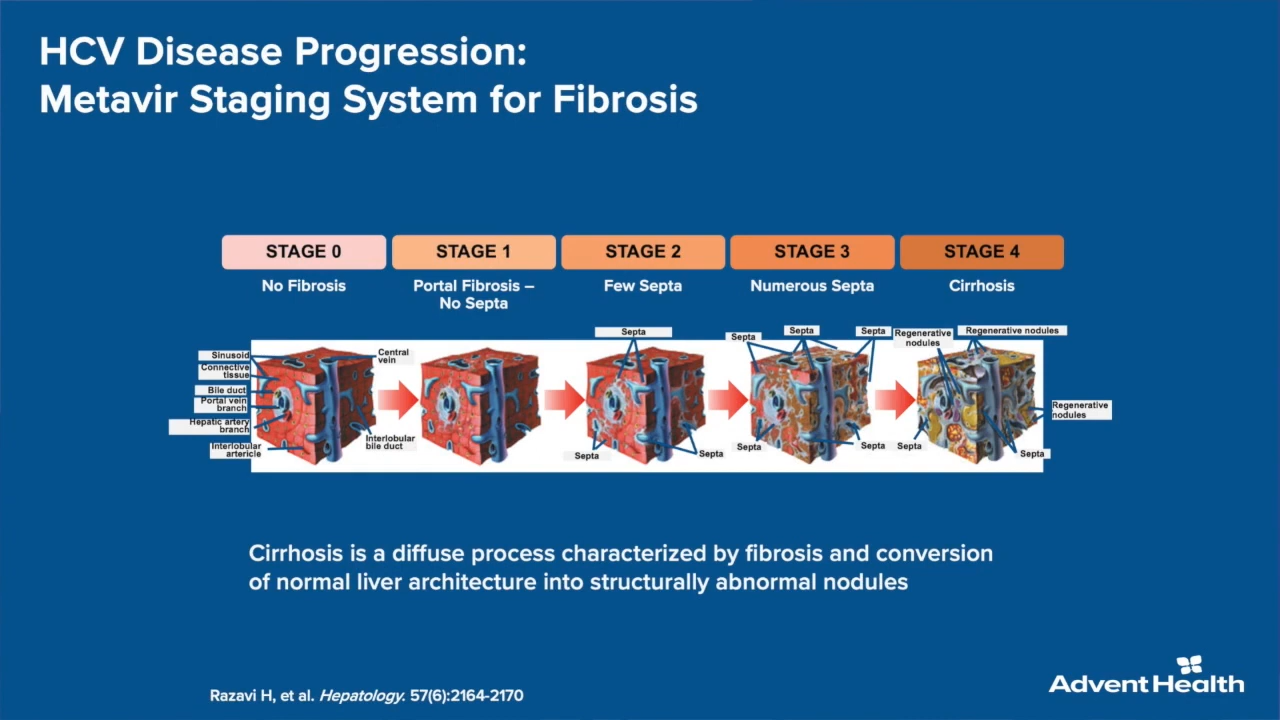 HCV Disease Progression:
Metavir Staging System for Fibrosis
STAGE 0
STAGE 1
STAGE 2
STAGE 3
STAGE 4
No Fibrosis
Portal Fibrosis –
No Septa
Few Septa
Numerous Septa
Cirrhosis
Sinusoid
Connective
tissue
Bile duct
Portal vein
branch
Hepatic artery
branch
Interlobular
artericle
Central
vein
Interlobular
bile duct
Septa
Septa
Septa
Septa
Septa
Septa
Septa
Septa
Regenerative
nodules
Regenerative nodules
Regenerative
nodules
Septa
Septa
Cirrhosis is a diffuse process characterized by fibrosis and conversion
of normal liver architecture into structurally abnormal nodules
Razavi H, et al. Hepatology. 57(6):2164-2170
Advent Health